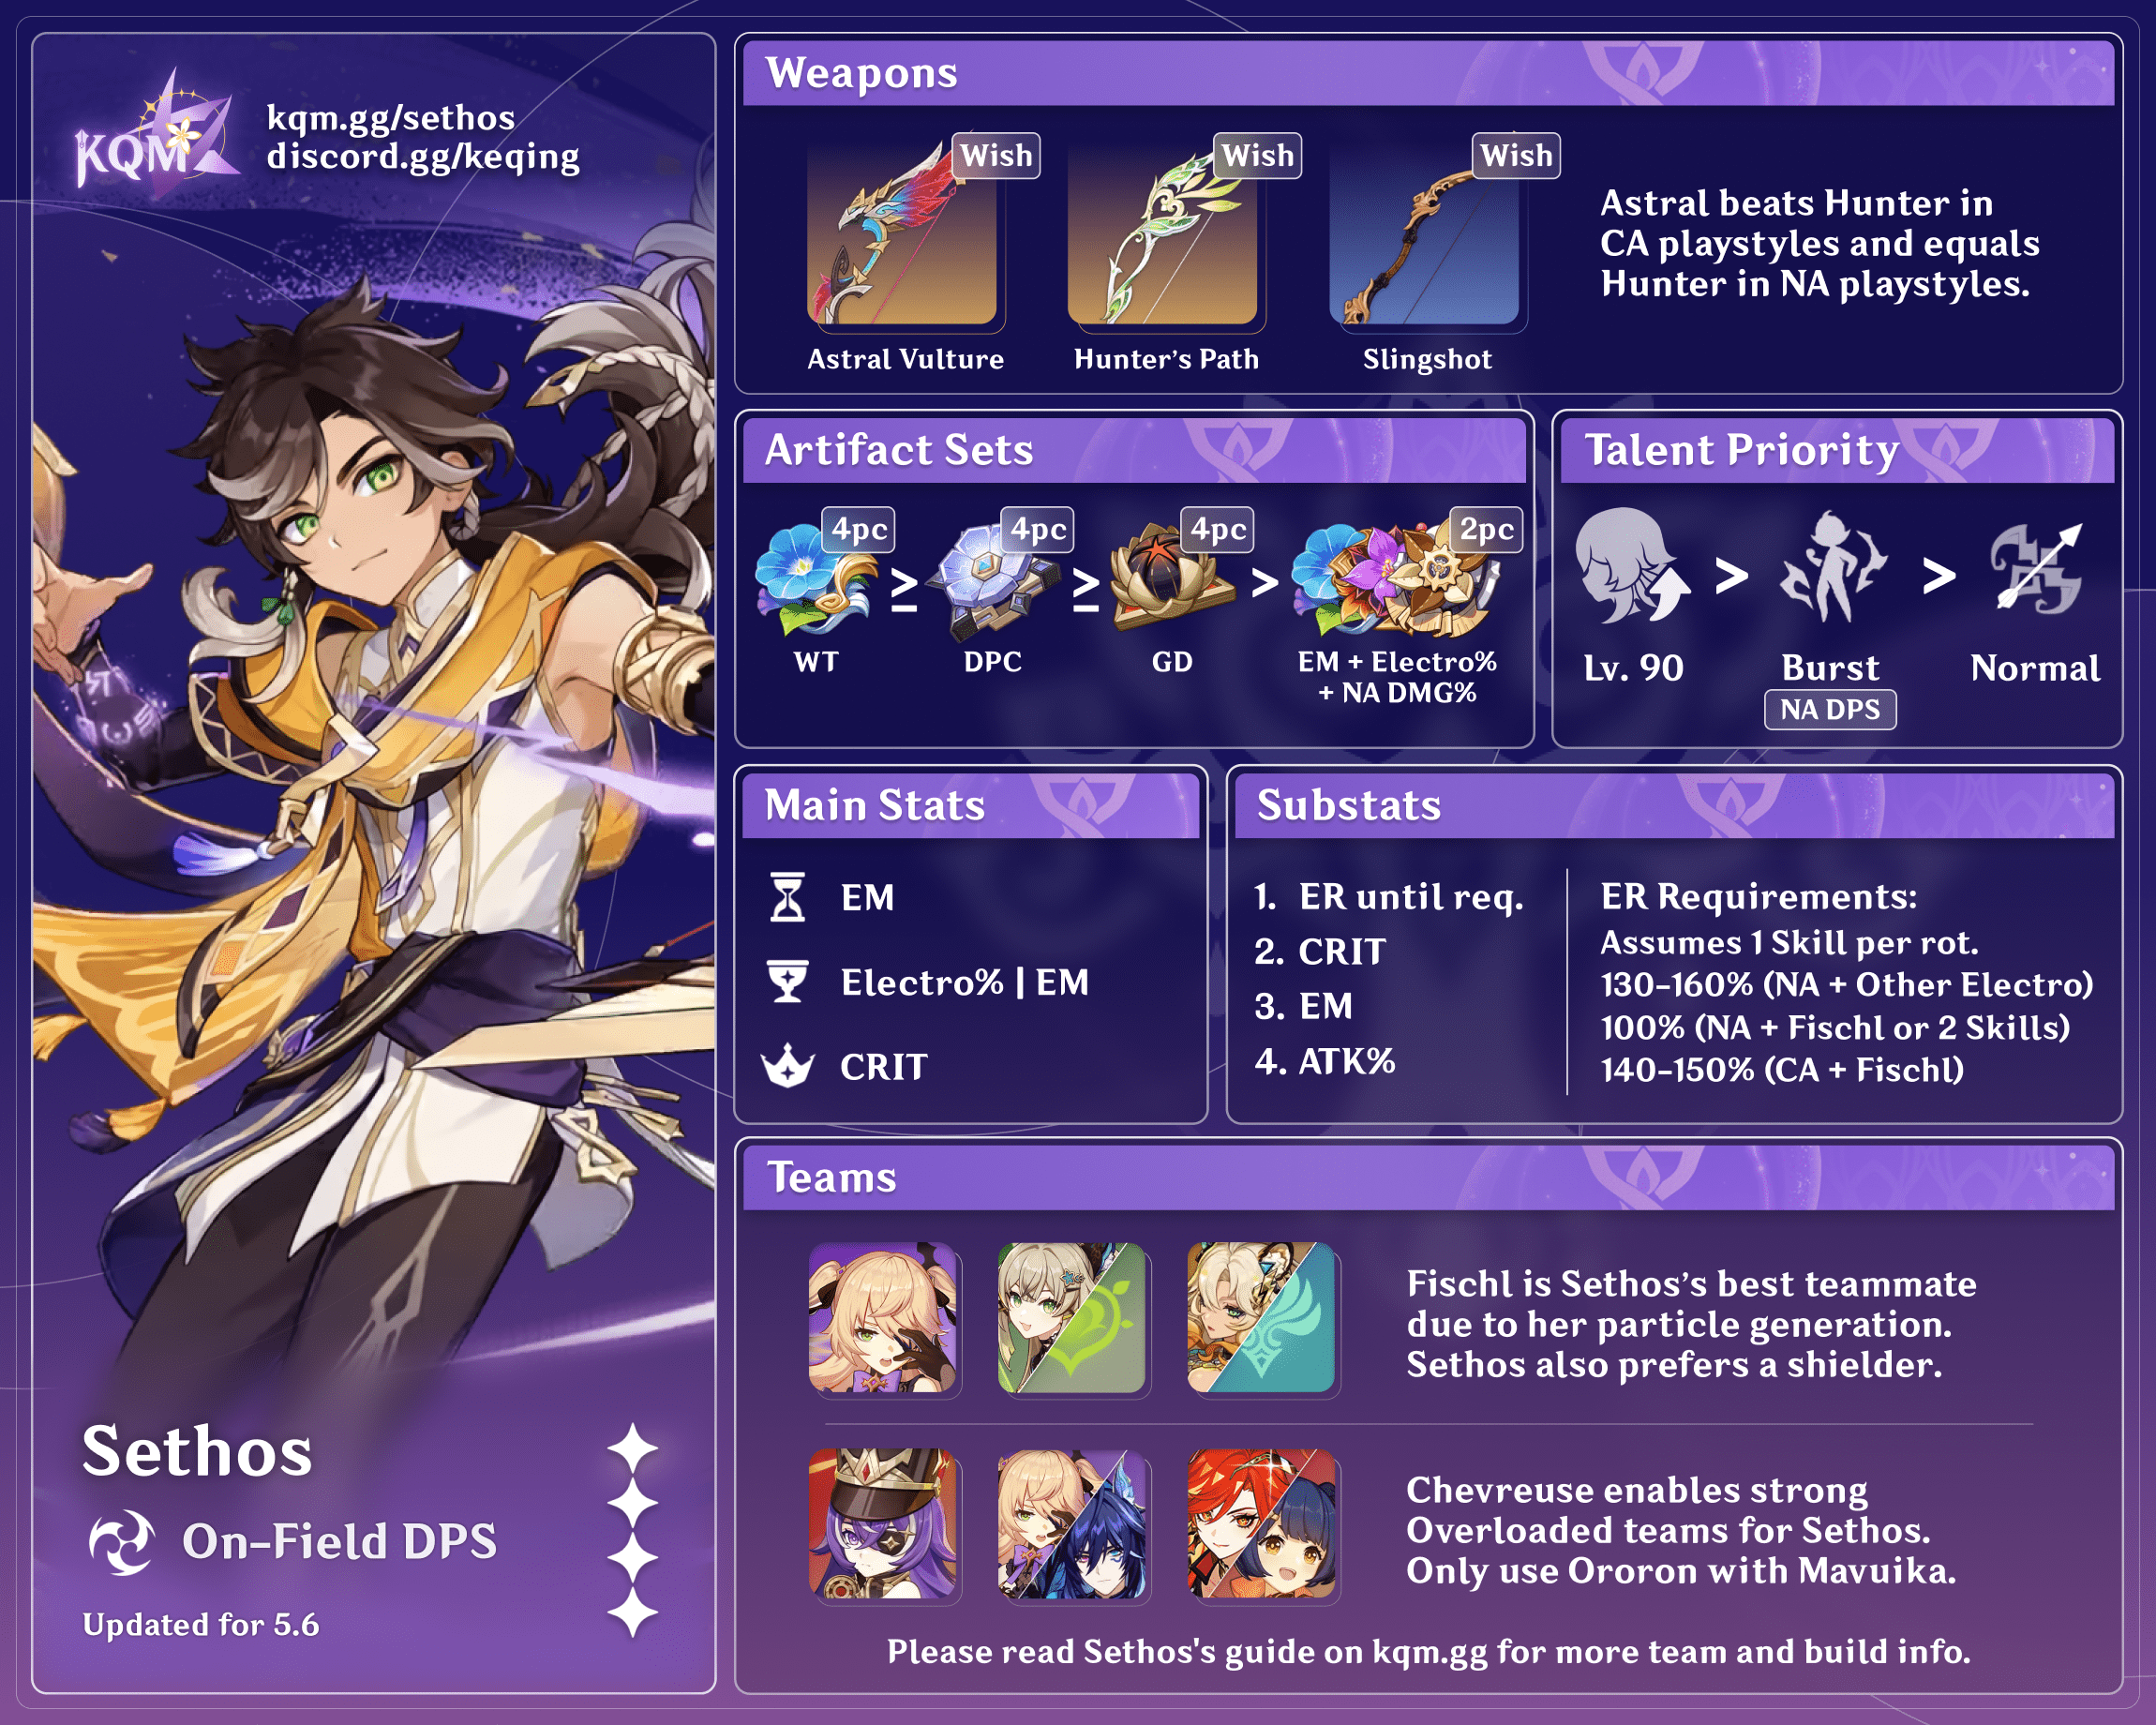 KQM
kqm.gg/sethos
discord.gg/keqing
Sethos
On-Field DPS
Updated for 5.6
Weapons
Wish
Wish
Wish
Astral Vulture
Hunter's Path
Slingshot
Astral beats Hunter in
CA playstyles and equals
Hunter in NA playstyles.
Artifact Sets
4pc
≥
4pc
≥
4pc
>
2pc
WT
DPC
GD
EM + Electro%
+ NA DMG%
Talent Priority
>
>
Lv. 90
Burst
Normal
NA DPS
Main Stats
EM
Electro% | EM
CRIT
Substats
1. ER until req.
2. CRIT
3. EM
4. ATK%
ER Requirements:
Assumes 1 Skill per rot.
130-160% (NA + Other Electro)
100% (NA + Fischl or 2 Skills)
140-150% (CA + Fischl)
Teams
Fischl is Sethos's best teammate
due to her particle generation.
Sethos also prefers a shielder.
Chevreuse enables strong
Overloaded teams for Sethos.
Only use Ororon with Mavuika.
Please read Sethos's guide on kqm.gg for more team and build info.